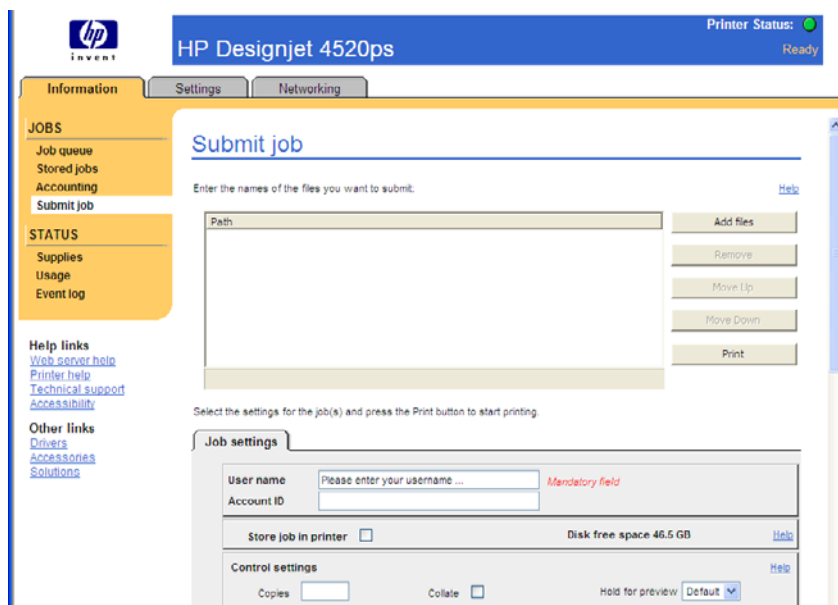 hp
invent
HP Designjet 4520ps
Printer Status:
Ready
Information
Settings
Networking
JOBS
Job queue
Stored jobs
Accounting
Submit job
STATUS
Supplies
Usage
Event log
Help links
Web server help
Printer help
Technical support
Accessibility
Other links
Drivers
Accessories
Solutions
Submit job
Enter the names of the files you want to submit:
Help
Path
Add files
Remove
Move Up
Move Down
Print
Select the settings for the job(s) and press the Print button to start printing.
Job settings
User name
Please enter your username ...
Mandatory field
Account ID
Store job in printer
Disk free space 46.5 GB
Help
Control settings
Help
Copies
Collate
Hold for preview
Default